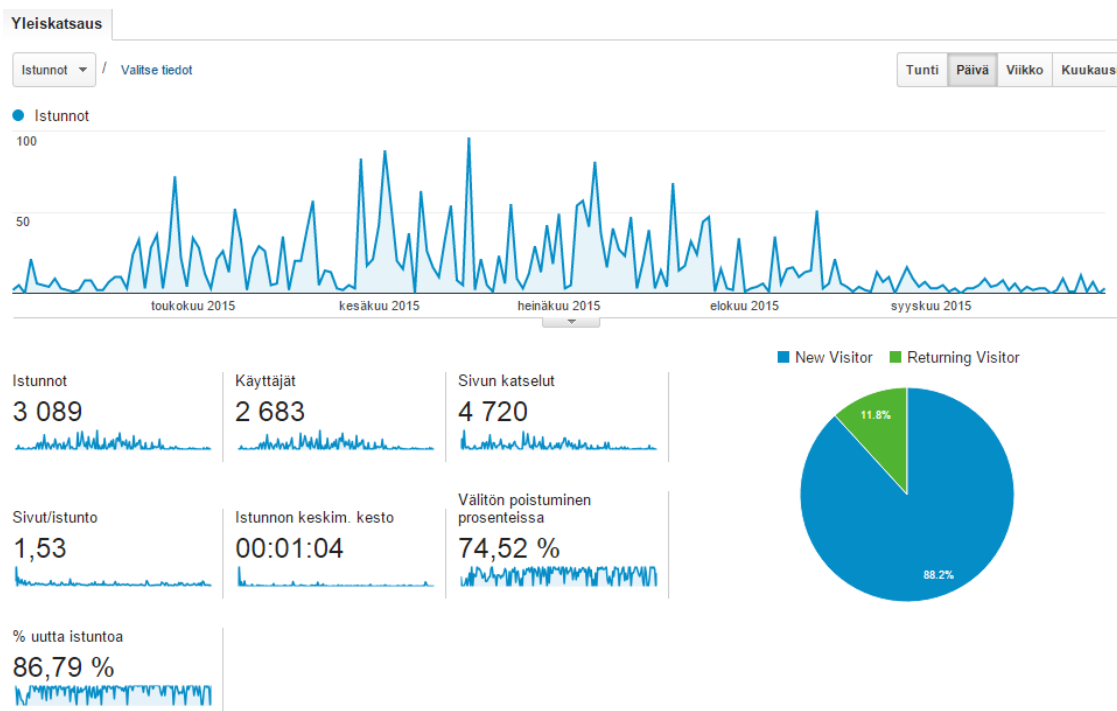 Yleiskatsaus
Istunnot / Valitse tiedot
Tunti Päivä Viikko Kuukausi
Istunnot
100
50
toukokuu 2015 kesäkuu 2015 heinäkuu 2015 elokuu 2015 syyskuu 2015
New Visitor Returning Visitor
Istunnot Käyttäjät Sivun katselut
3 089 2 683 4 720
11.8%
88.2%
Sivut/istunto Istunnon keskim. kesto Välitön poistuminen
prosenteissa
1,53 00:01:04 74,52 %
% uutta istuntoa
86,79 %